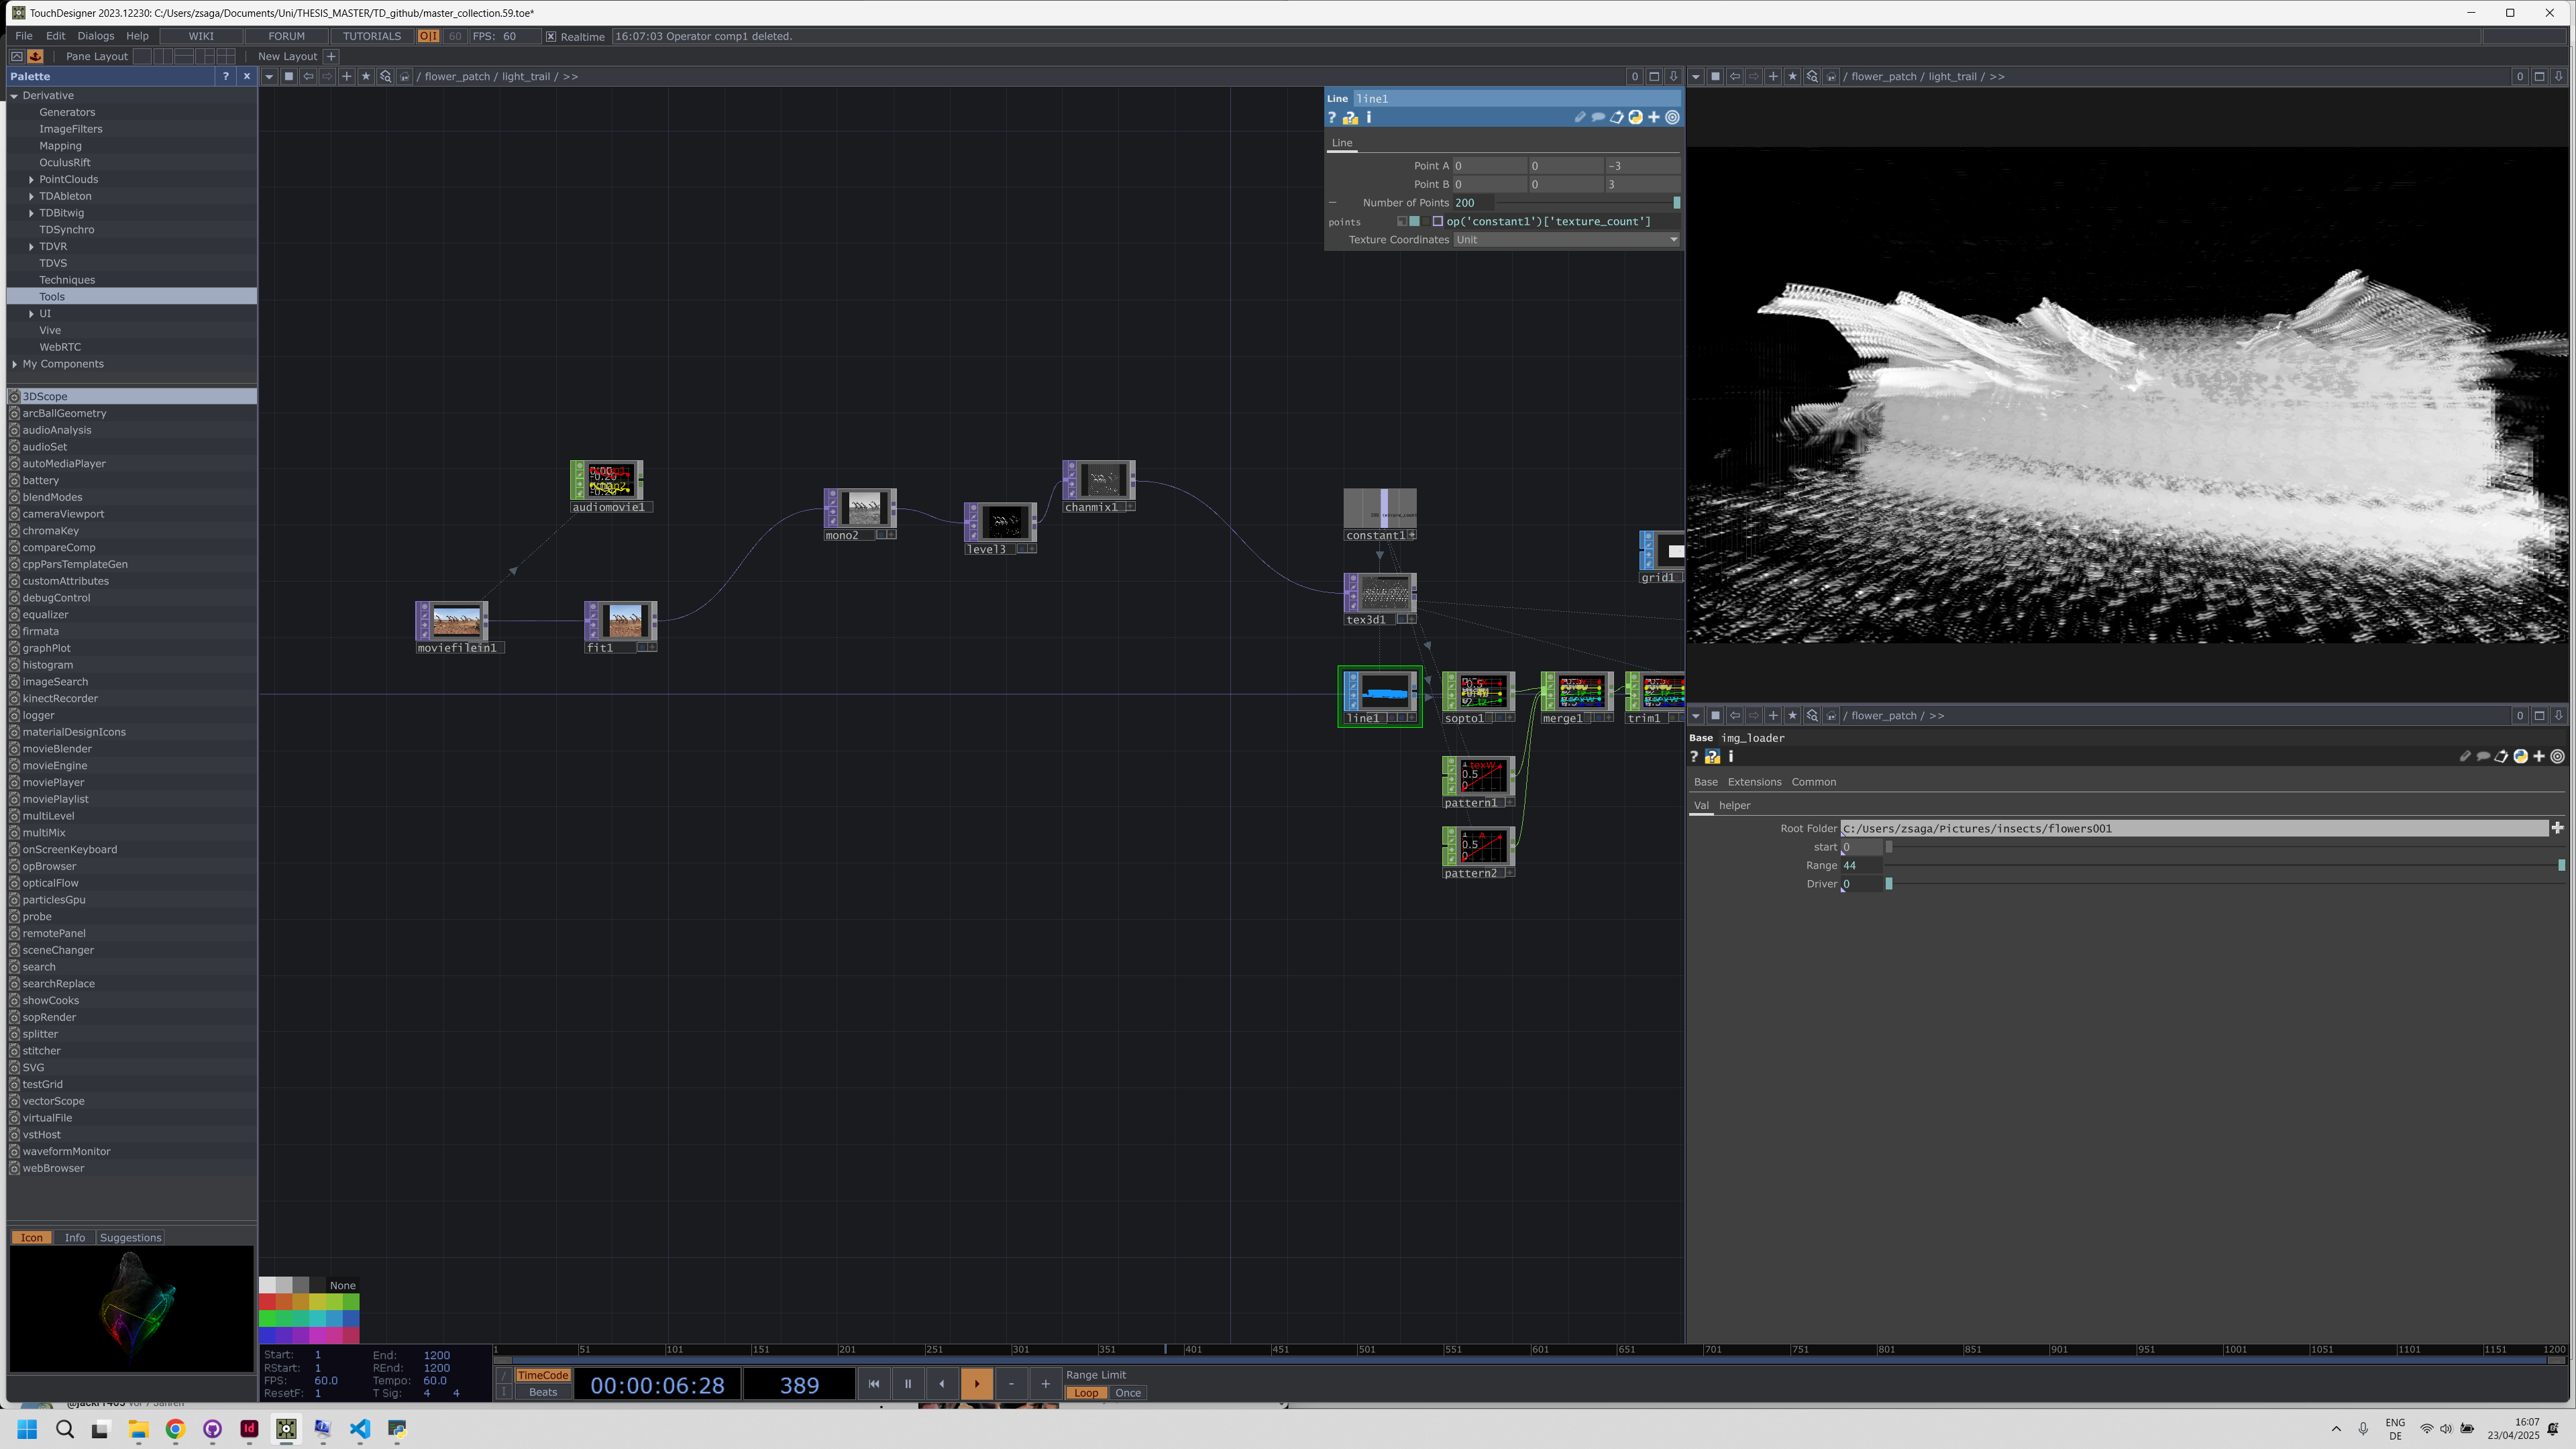 TouchDesigner 2023.12230: C:/Users/zsaga/Documents/Uni/THESIS_MASTER/TD_github/master_collection.59.toe*
File Edit Dialogs Help WIKI FORUM TUTORIALS O|I 60 FPS: 60 Realtime 16:07:03 Operator comp1 deleted.
Pane Layout New Layout +
Palette ? x
/ flower_patch / light_trail / >> 0
/ flower_patch / light_trail / >> 0
Derivative
Generators
ImageFilters
Mapping
OculusRift
PointClouds
TDAbleton
TDBitwig
TDSynchro
TDVR
TDVS
Techniques
Tools
UI
Vive
WebRTC
My Components
3DScope
arcBallGeometry
audioAnalysis
audioSet
autoMediaPlayer
battery
blendModes
cameraViewport
chromaKey
compareComp
cppParsTemplateGen
customAttributes
debugControl
equalizer
firmata
graphPlot
histogram
imageSearch
kinectRecorder
logger
materialDesignIcons
movieBlender
movieEngine
moviePlayer
moviePlaylist
multiLevel
multiMix
onScreenKeyboard
opBrowser
opticalFlow
particlesGpu
probe
remotePanel
sceneChanger
search
searchReplace
showCooks
sopRender
splitter
stitcher
SVG
testGrid
vectorScope
virtualFile
vstHost
waveformMonitor
webBrowser
Icon Info Suggestions
Line line1
? ? i
Line
Point A 0 0 -3
Point B 0 0 3
Number of Points 200
points op('constant1')['texture_count']
Texture Coordinates Unit
audiomovie1
moviefilein1
fit1
mono2
level3
chanmix1
constant1
tex3d1
grid1
line1
sopto1
merge1
trim1
texW
0.5
0
pattern1
A
0.5
0
pattern2
/ flower_patch / >> 0
Base img_loader
? ? i
Base Extensions Common
Val helper
Root Folder C:/Users/zsaga/Pictures/insects/flowers001
start 0
Range 44
Driver 0
None
Start: 1 End: 1200
RStart: 1 REnd: 1200
FPS: 60.0 Tempo: 60.0
ResetF: 1 T Sig: 4 4
1 51 101 151 201 251 301 351 401 451 501 551 601 651 701 751 801 851 901 951 1001 1051 1101 1151 1200
TimeCode
Beats
00:00:06:28 389
- +
Range Limit
Loop Once
ENG
DE
16:07
23/04/2025